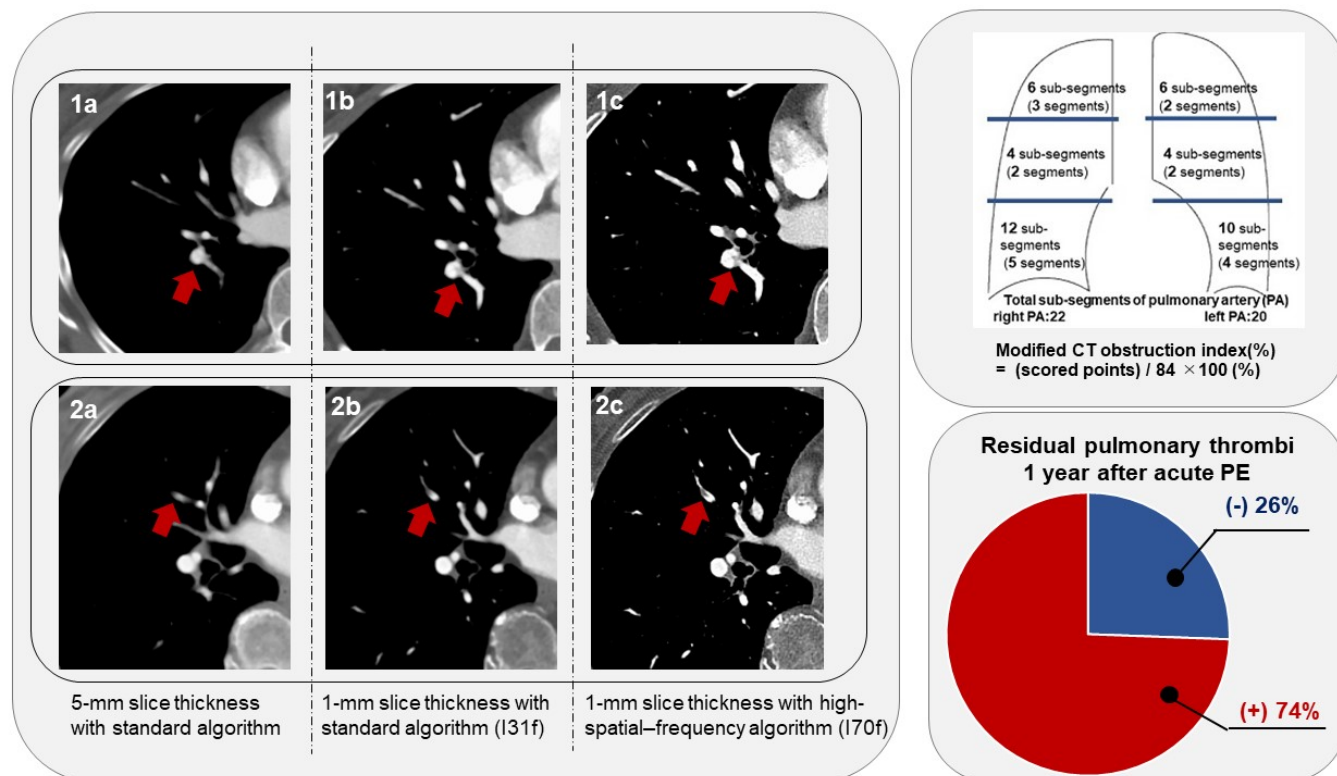 1a
1b
1c
2a
2b
2c
5-mm slice thickness
with standard algorithm
1-mm slice thickness with
standard algorithm (I31f)
1-mm slice thickness with high-
spatial–frequency algorithm (I70f)
6 sub-segments
(3 segments)
6 sub-segments
(2 segments)
4 sub-segments
(2 segments)
4 sub-segments
(2 segments)
12 sub-
segments
(5 segments)
10 sub-
segments
(4 segments)
Total sub-segments of pulmonary artery (PA)
right PA:22
left PA:20
Modified CT obstruction index(%)
= (scored points) / 84 ×100 (%)
Residual pulmonary thrombi
1 year after acute PE
(-) 26%
(+) 74%